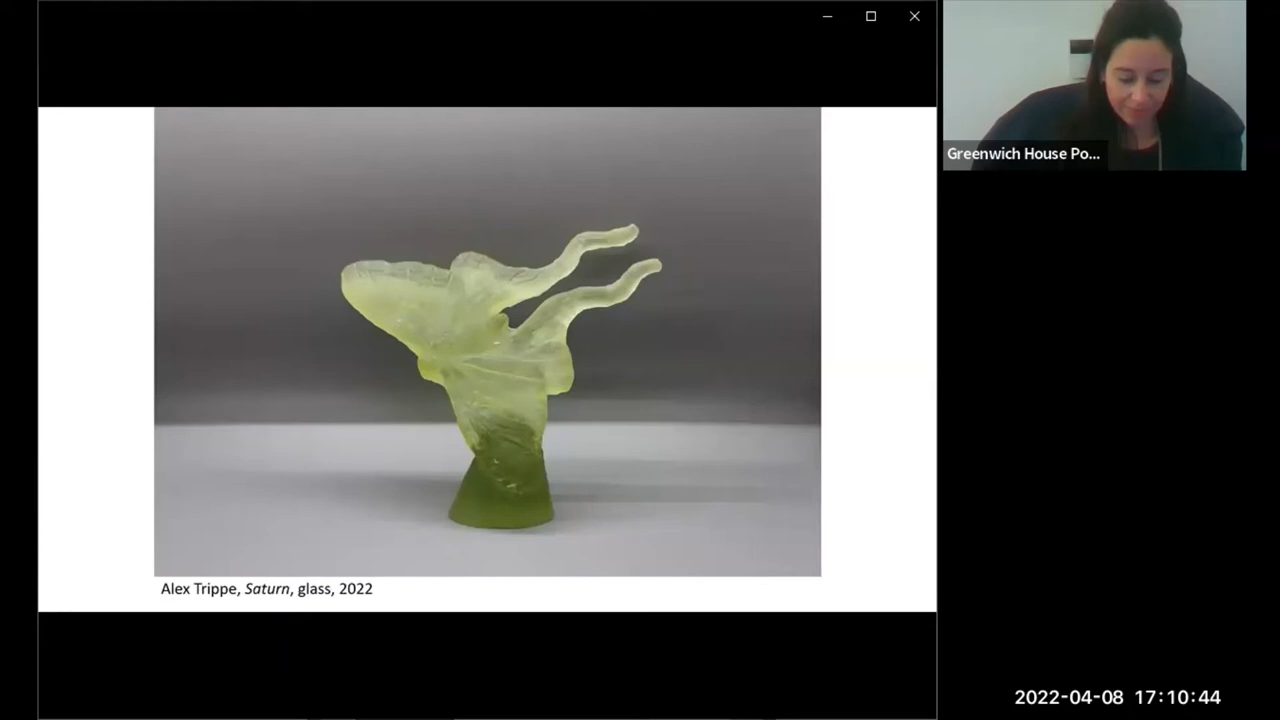 Greenwich House Po...
Alex Trippe, Saturn, glass, 2022
2022-04-08 17:10:44